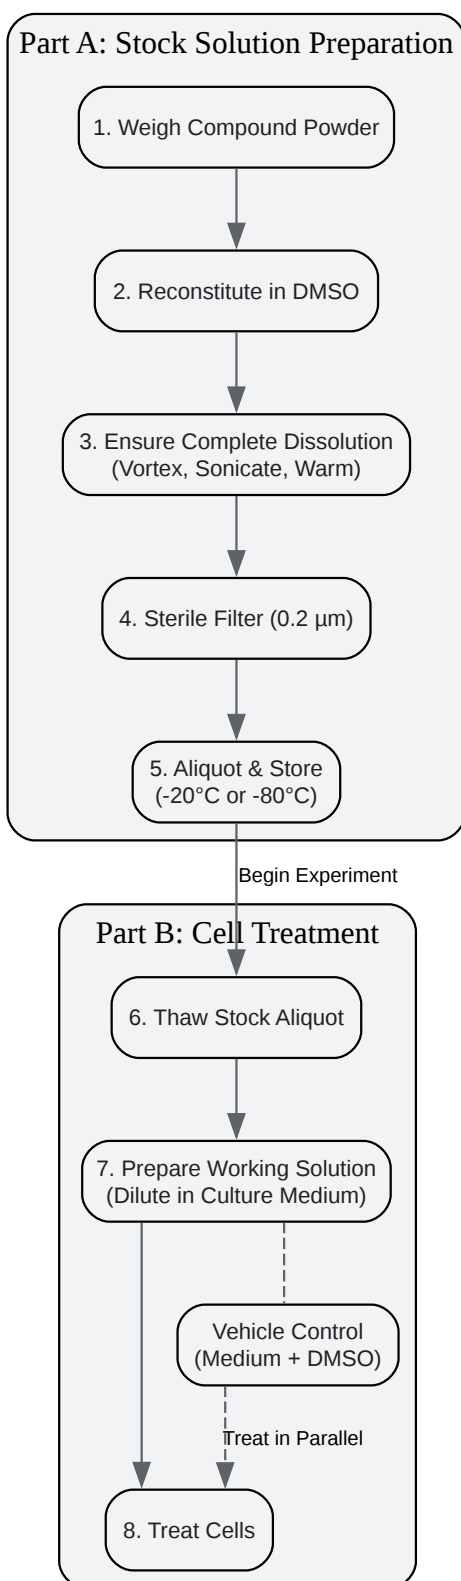 Part A: Stock Solution Preparation
1. Weigh Compound Powder
2. Reconstitute in DMSO
3. Ensure Complete Dissolution
(Vortex, Sonicate, Warm)
4. Sterile Filter (0.2 µm)
5. Aliquot & Store
(-20°C or -80°C)
Begin Experiment
Part B: Cell Treatment
6. Thaw Stock Aliquot
7. Prepare Working Solution
(Dilute in Culture Medium)
Vehicle Control
(Medium + DMSO)
Treat in Parallel
8. Treat Cells